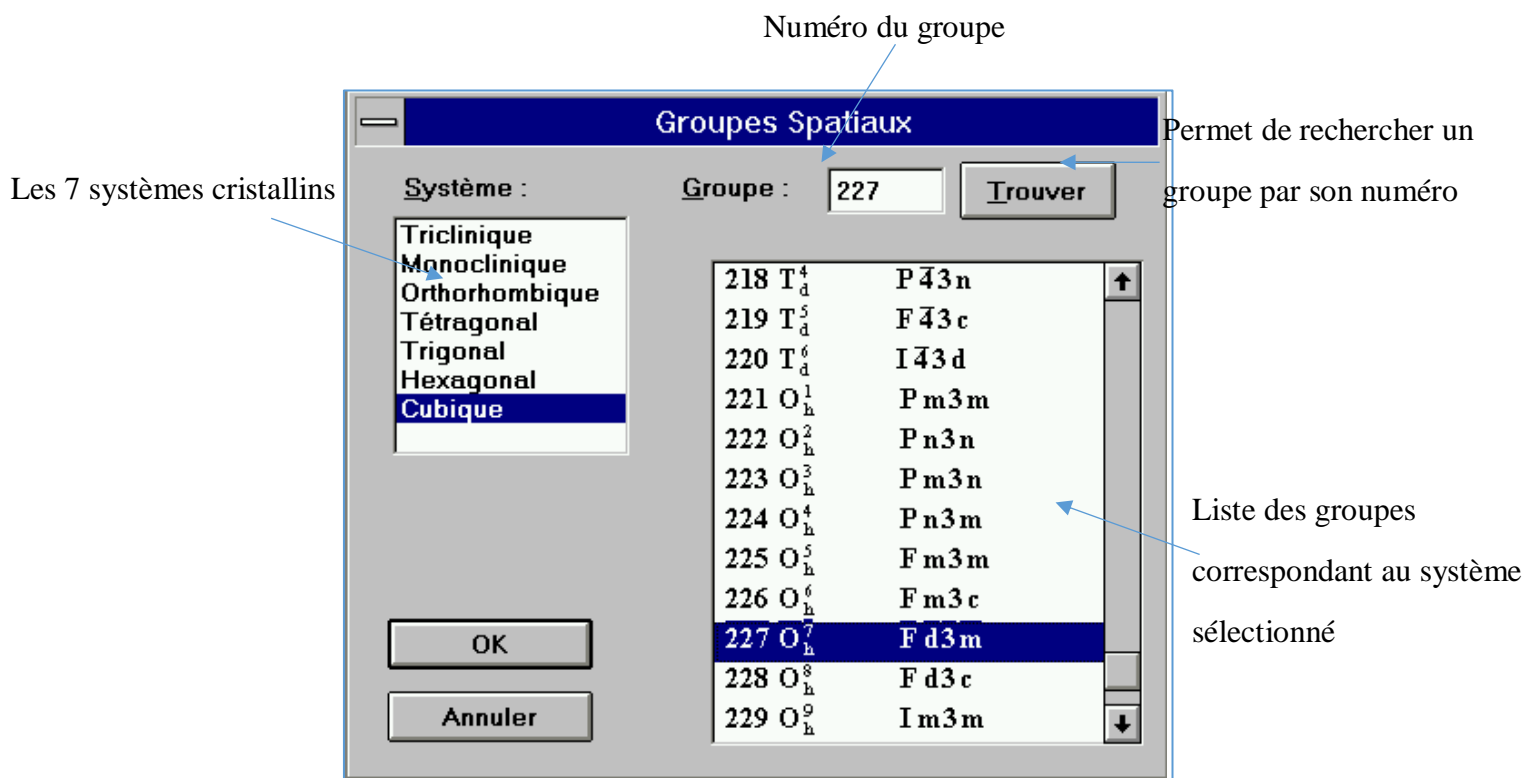 Numéro du groupe
Groupes Spatiaux
Permet de rechercher un
groupe par son numéro
Les 7 systèmes cristallins
Système :
Groupe :
227
Trouver
Triclinique
Monoclinique
Orthorhombique
Tétragonal
Trigonal
Hexagonal
Cubique
218 T⁴d P4̅3n
219 T⁵d F4̅3c
220 T⁶d I4̅3d
221 O¹h Pm3m
222 O²h Pn3n
223 O³h Pm3n
224 O⁴h Pn3m
225 O⁵h Fm3m
226 O⁶h Fm3c
227 O⁷h Fd3m
228 O⁸h Fd3c
229 O⁹h Im3m
Liste des groupes
correspondant au système
sélectionné
OK
Annuler